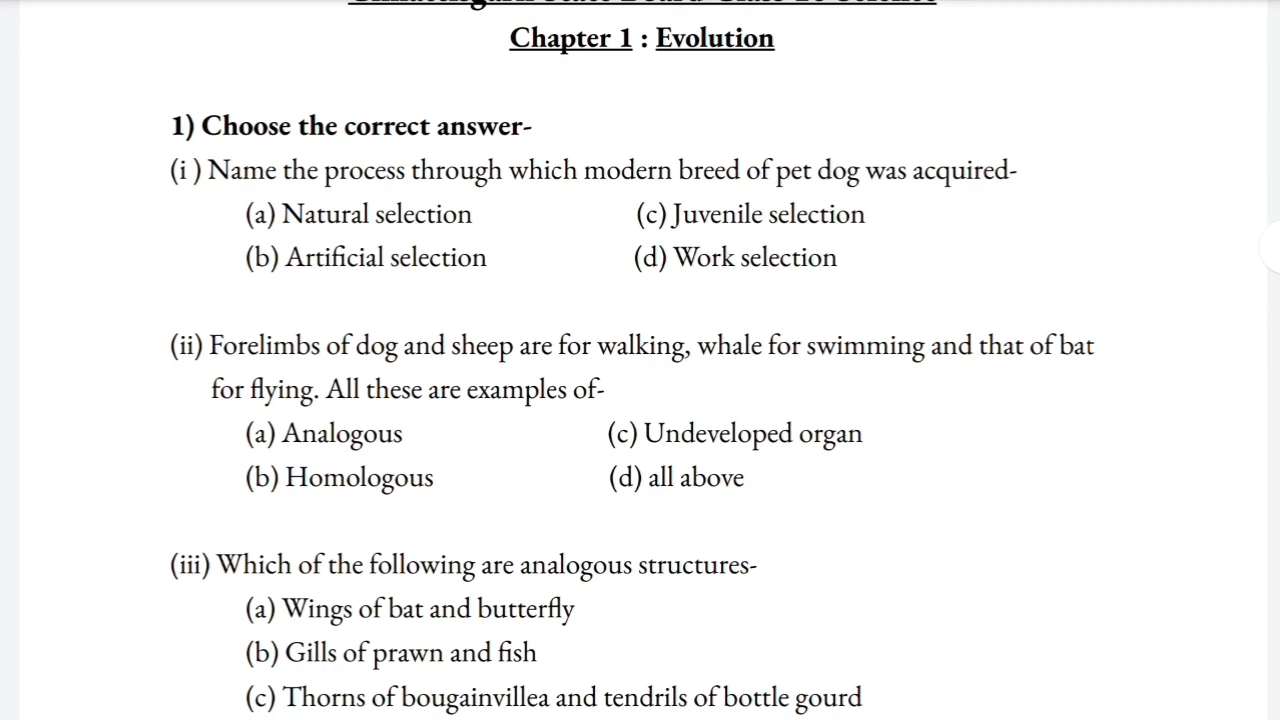 Chapter 1 : Evolution
1) Choose the correct answer-
(i ) Name the process through which modern breed of pet dog was acquired-
(a) Natural selection (c) Juvenile selection
(b) Artificial selection (d) Work selection
(ii) Forelimbs of dog and sheep are for walking, whale for swimming and that of bat
for flying. All these are examples of-
(a) Analogous (c) Undeveloped organ
(b) Homologous (d) all above
(iii) Which of the following are analogous structures-
(a) Wings of bat and butterfly
(b) Gills of prawn and fish
(c) Thorns of bougainvillea and tendrils of bottle gourd